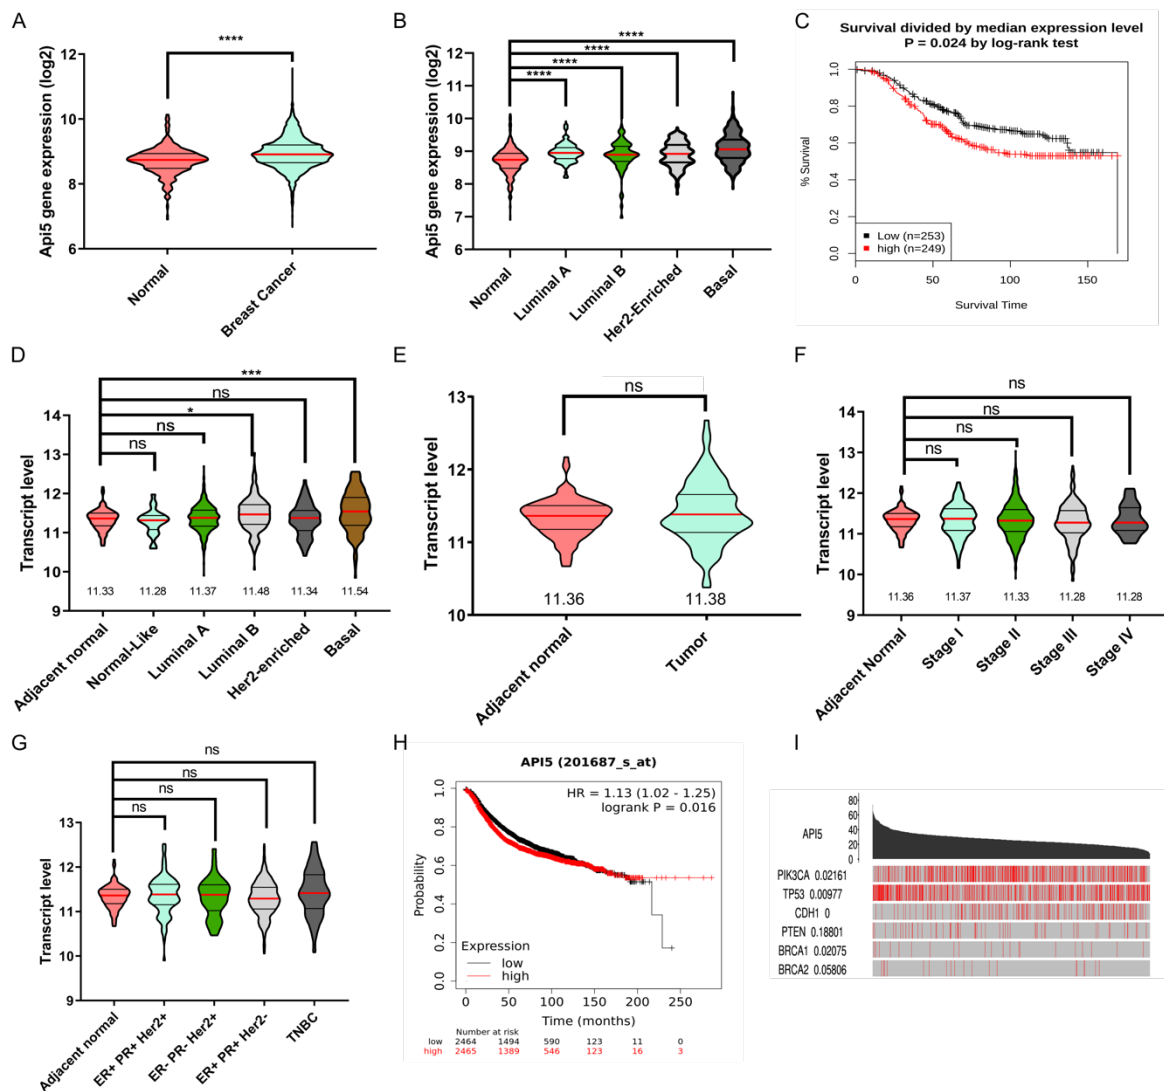 A
Api5 gene expression (log2)
12
10
8
6
****
Normal
Breast Cancer
B
Api5 gene expression (log2)
12
11
10
9
8
7
6
****
****
****
****
Normal
Luminal A
Luminal B
Her2-Enriched
Basal
C
Survival divided by median expression level
P = 0.024 by log-rank test
% Survival
1.0
0.8
0.6
0.4
0.2
0.0
Low (n=253)
high (n=249)
0 50 100 150
Survival Time
D
Transcript level
14
13
12
11
10
9
***
ns
*
ns
ns
11.33 11.28 11.37 11.48 11.34 11.54
Adjacent normal
Normal-Like
Luminal A
Luminal B
Her2-enriched
Basal
E
Transcript level
13
12
11
10
ns
11.36 11.38
Adjacent normal
Tumor
F
Transcript level
14
13
12
11
10
9
ns
ns
ns
ns
11.36 11.37 11.33 11.28 11.28
Adjacent Normal
Stage I
Stage II
Stage III
Stage IV
G
Transcript level
13
12
11
10
9
ns
ns
ns
ns
Adjacent normal
ER+ PR+ Her2+
ER- PR- Her2+
ER+ PR+ Her2-
TNBC
H
API5 (201687_s_at)
HR = 1.13 (1.02 - 1.25)
logrank P = 0.016
Probability
1.0
0.8
0.6
0.4
0.2
0.0
Expression
low
high
0 50 100 150 200 250
Time (months)
Number at risk
low 2464 1494 590 123 11 0
high 2465 1389 546 123 16 3
I
API5
80
60
40
20
0
PIK3CA 0.02161
TP53 0.00977
CDH1 0
PTEN 0.18801
BRCA1 0.02075
BRCA2 0.05806